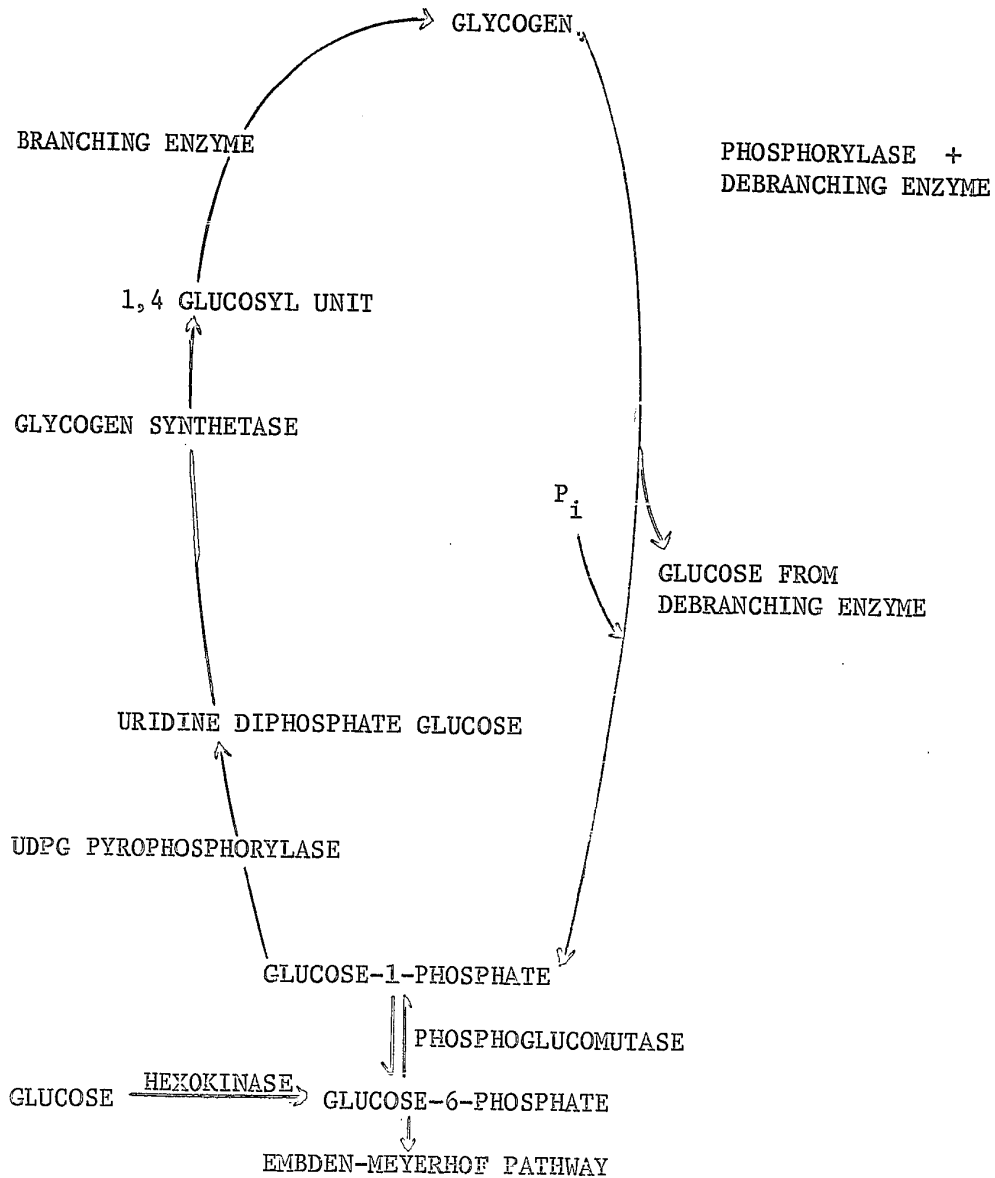 GLYCOGEN
BRANCHING ENZYME
PHOSPHORYLASE +
DEBRANCHING ENZYME
1,4 GLUCOSYL UNIT
GLYCOGEN SYNTHETASE
Pi
GLUCOSE FROM
DEBRANCHING ENZYME
URIDINE DIPHOSPHATE GLUCOSE
UDPG PYROPHOSPHORYLASE
GLUCOSE-1-PHOSPHATE
PHOSPHOGLUCOMUTASE
HEXOKINASE
GLUCOSE
GLUCOSE-6-PHOSPHATE
EMBDEN-MEYERHOF PATHWAY